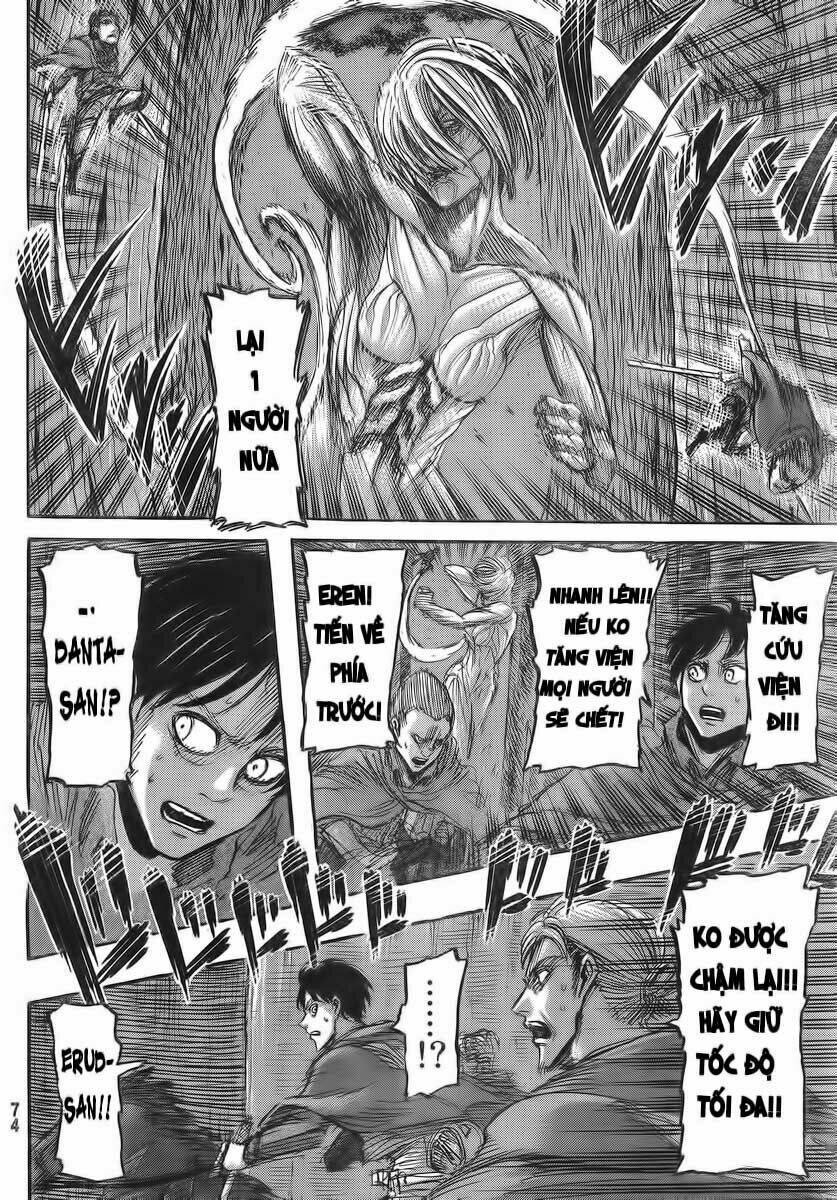 LẠI
1
NGƯỜI
NỮA
TĂNG
CỨU
VIỆN
ĐI!!
NHANH LÊN!!
NẾU KO
TĂNG VIỆN
MỌI NGƯỜI
SẼ CHẾT!
EREN!
TIẾN VỀ
PHÍA
TRƯỚC!
...
DANTA-
SAN!?
KO ĐƯỢC
CHẬM LẠI!!
HÃY GIỮ
TỐC ĐỘ
TỐI ĐA!!
......!?
ERUD-
SAN!!
74